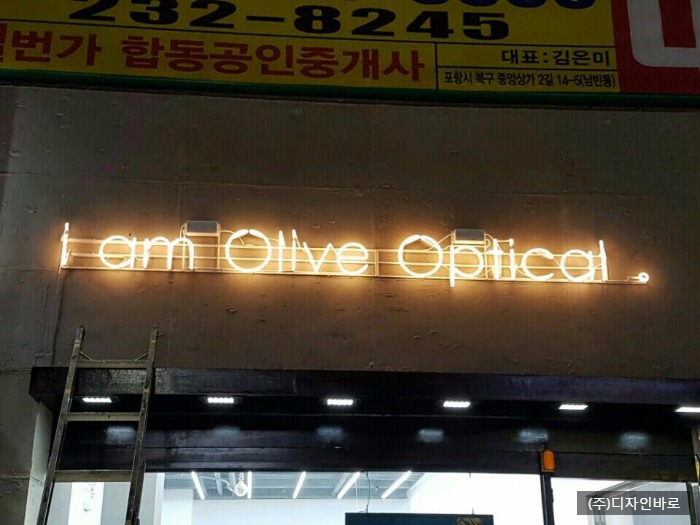 232-8245
번가 합동공인중개사
대표:김은미
포항시 북구 중앙상가 2길 14-5(남빈동)
i am Olive Optical .
(주)디자인바로